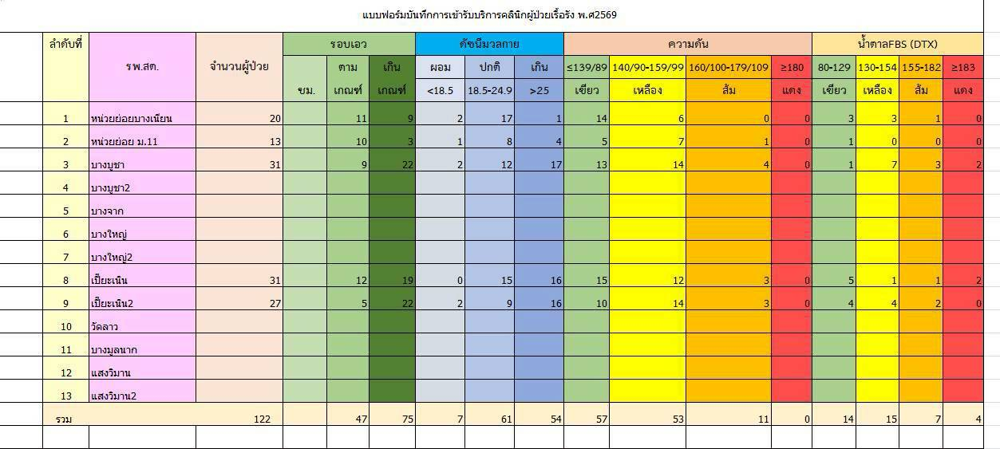 แบบฟอร์มบันทึกการเข้ารับบริการคลินิกผู้ป่วยเรื้อรัง พ.ศ2569
ลำดับที่ รพ.สต. จำนวนผู้ป่วย รอบเอว ดัชนีมวลกาย ความดัน น้ำตาลFBS (DTX)
ตาม เกิน ผอม ปกติ เกิน ≤139/89 140/90-159/99 160/100-179/109 ≥180 80-129 130-154 155-182 ≥183
ซม. เกณฑ์ เกณฑ์ <18.5 18.5-24.9 >25 เขียว เหลือง ส้ม แดง เขียว เหลือง ส้ม แดง
1 หน่วยย่อยบางเนียน 20 11 9 2 17 1 14 6 0 0 3 3 1 0
2 หน่วยย่อย ม.11 13 10 3 1 8 4 5 7 1 0 1 0 0 0
3 บางบูชา 31 9 22 2 12 17 13 14 4 0 1 7 3 2
4 บางบูชา2
5 บางจาก
6 บางใหญ่
7 บางใหญ่2
8 เปี๊ยะเนิน 31 12 19 0 15 16 15 12 3 0 5 1 1 2
9 เปี๊ยะเนิน2 27 5 22 2 9 16 10 14 3 0 4 4 2 0
10 วัดลาว
11 บางมูลนาก
12 แสงวิมาน
13 แสงวิมาน2
รวม 122 47 75 7 61 54 57 53 11 0 14 15 7 4